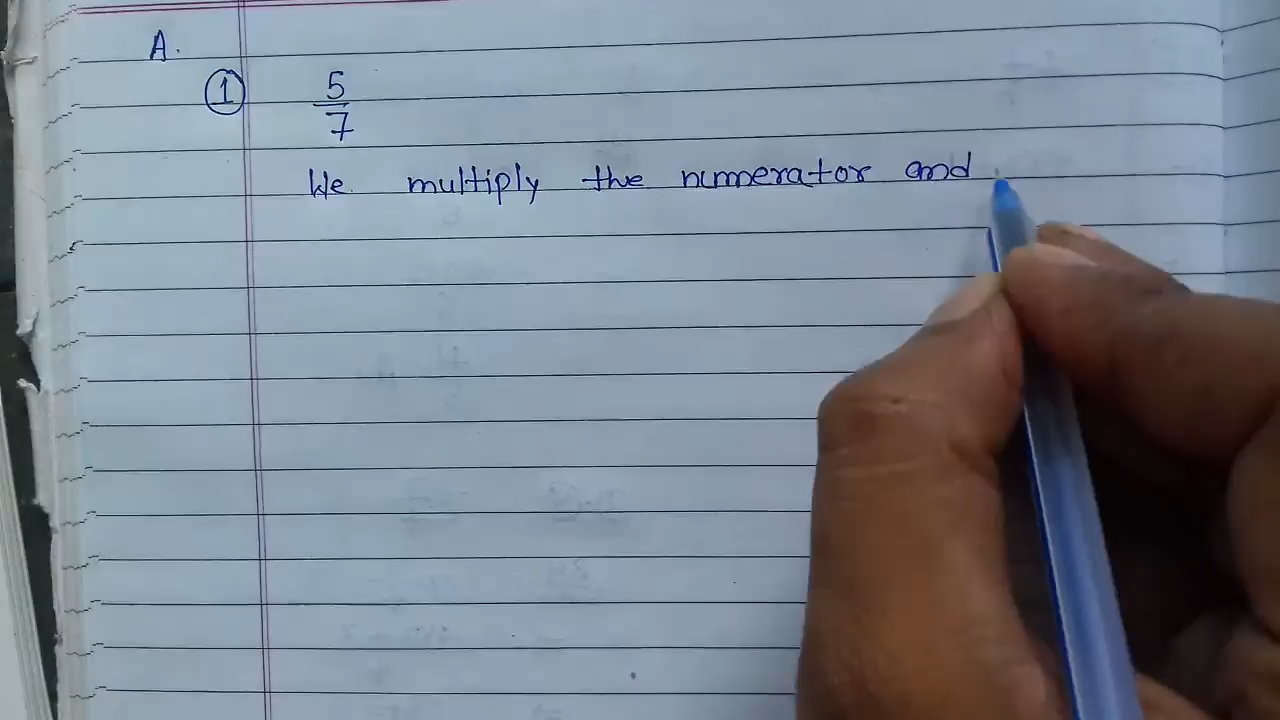 A.
① 5/7
We multiply the numerator and